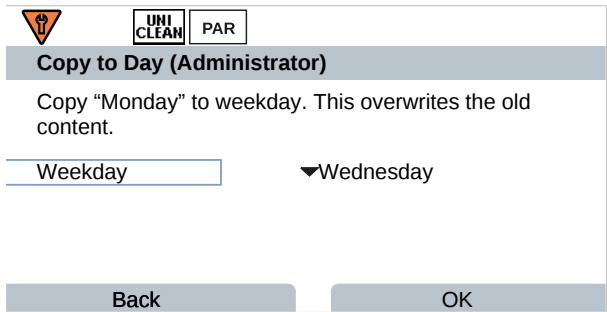 UNI
CLEAN
PAR
Copy to Day (Administrator)
Copy “Monday” to weekday. This overwrites the old
content.
Weekday Wednesday
Back OK